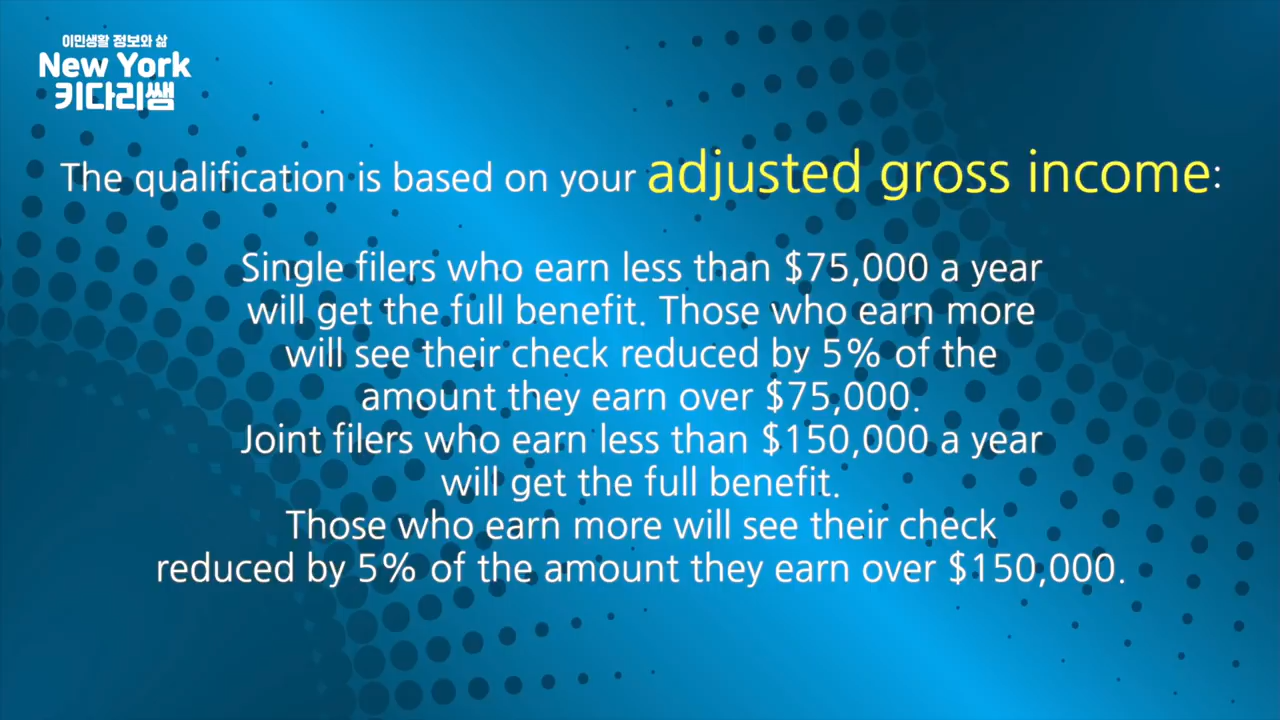 이민생활 정보와 삶
New York
키다리쌤
The qualification is based on your adjusted gross income:
Single filers who earn less than $75,000 a year
will get the full benefit. Those who earn more
will see their check reduced by 5% of the
amount they earn over $75,000.
Joint filers who earn less than $150,000 a year
will get the full benefit.
Those who earn more will see their check
reduced by 5% of the amount they earn over $150,000.